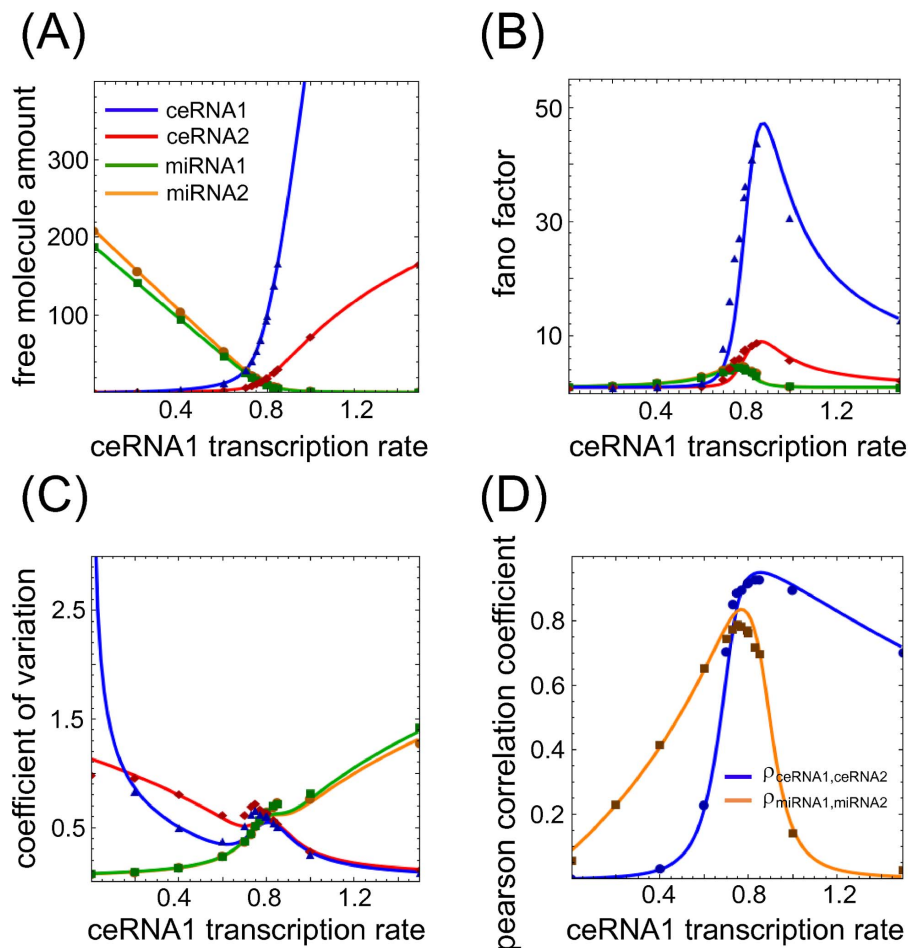 (A)
free molecule amount
300
200
100
ceRNA1
ceRNA2
miRNA1
miRNA2
0.4 0.8 1.2
ceRNA1 transcription rate
(B)
fano factor
50
30
10
0.4 0.8 1.2
ceRNA1 transcription rate
(C)
coefficient of variation
2.5
1.5
0.5
0.4 0.8 1.2
ceRNA1 transcription rate
(D)
pearson correlation coefficient
0.8
0.6
0.4
0.2
ρceRNA1,ceRNA2
ρmiRNA1,miRNA2
0.4 0.8 1.2
ceRNA1 transcription rate